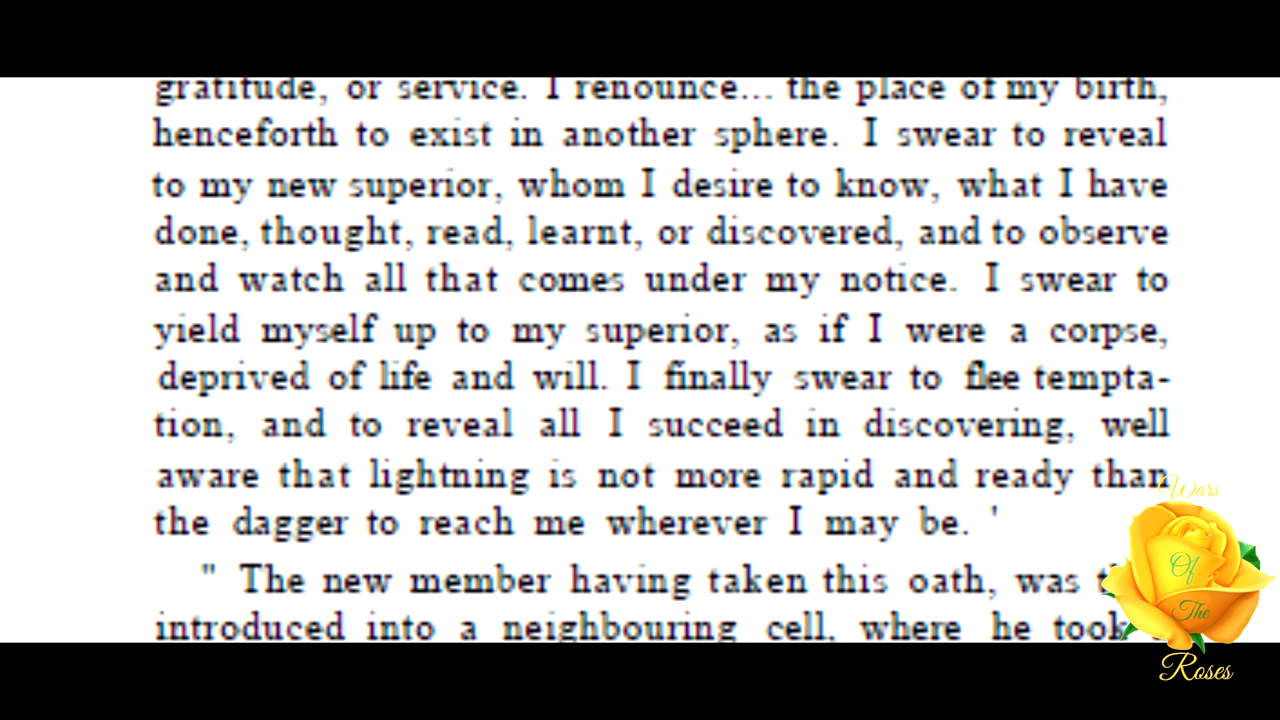 gratitude, or service. I renounce... the place of my birth,
henceforth to exist in another sphere. I swear to reveal
to my new superior, whom I desire to know, what I have
done, thought, read, learnt, or discovered, and to observe
and watch all that comes under my notice. I swear to
yield myself up to my superior, as if I were a corpse,
deprived of life and will. I finally swear to flee tempta-
tion, and to reveal all I succeed in discovering, well
aware that lightning is not more rapid and ready than
the dagger to reach me wherever I may be. '
" The new member having taken this oath, was
introduced into a neighbouring cell, where he took
Wars
Of
The
Roses